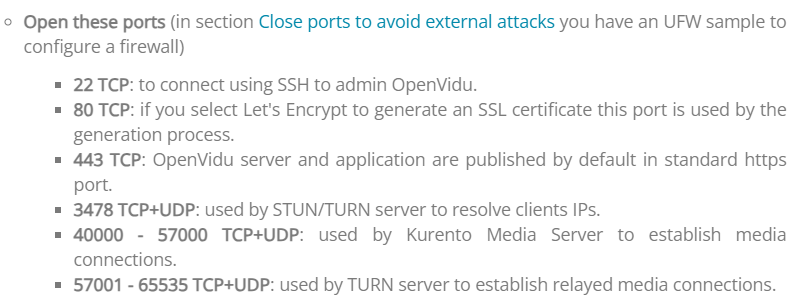 Open these ports (in section Close ports to avoid external attacks you have an UFW sample to
configure a firewall)
22 TCP: to connect using SSH to admin OpenVidu.
80 TCP: if you select Let's Encrypt to generate an SSL certificate this port is used by the
generation process.
443 TCP: OpenVidu server and application are published by default in standard https
port.
3478 TCP+UDP: used by STUN/TURN server to resolve clients IPs.
40000 - 57000 TCP+UDP: used by Kurento Media Server to establish media
connections.
57001 - 65535 TCP+UDP: used by TURN server to establish relayed media connections.